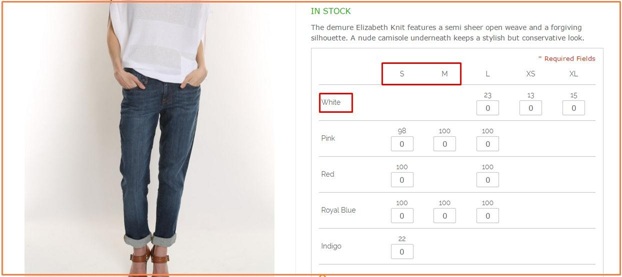 IN STOCK
The demure Elizabeth Knit features a semi sheer open weave and a forgiving
silhouette. A nude camisole underneath keeps a stylish but conservative look.
* Required Fields
S M L XS XL
23 13 15
White 0 0 0
98 100 100
Pink 0 0 0
100 100
Red 0 0
100 100 100
Royal Blue 0 0 0
22
Indigo 0